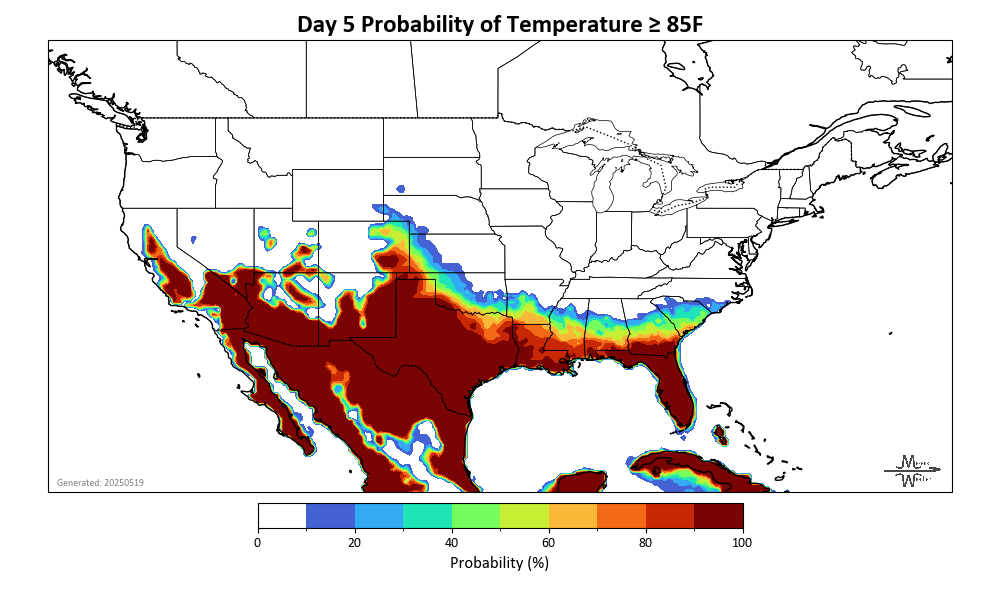 Day 5 Probability of Temperature ≥ 85F
Generated: 20250519
0 20 40 60 80 100
Probability (%)